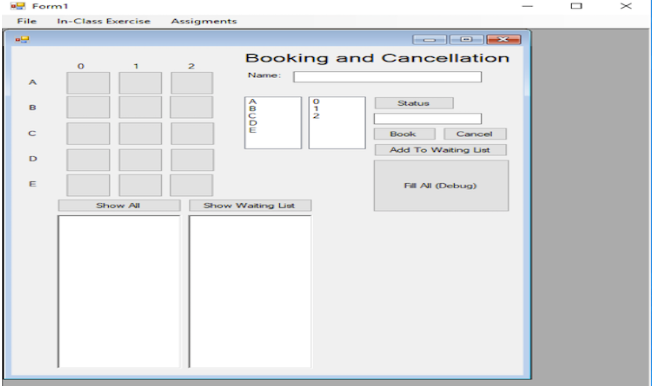 Form1
File In-Class Exercise Assigments
Booking and Cancellation
0 1 2
Name:
A
B
C
D
E
A
B
C
D
E
0
1
2
Status
Book Cancel
Add To Waiting List
Fill All (Debug)
Show All Show Waiting List